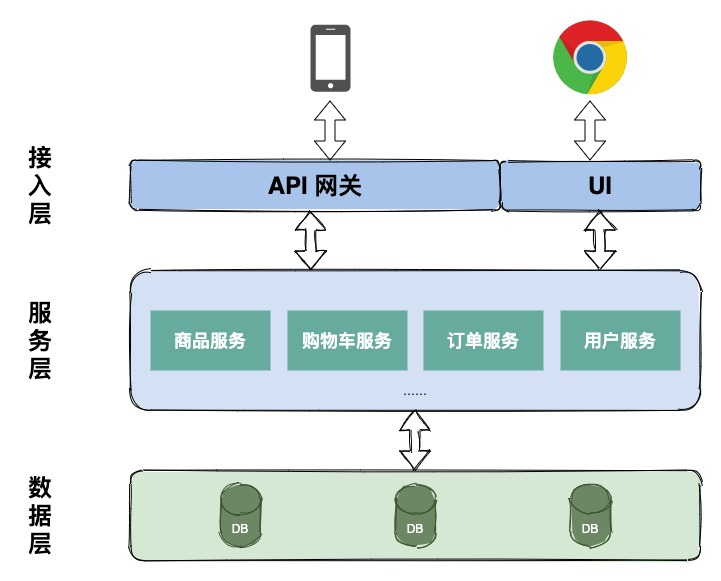 接入层
API 网关
UI
服务层
商品服务
购物车服务
订单服务
用户服务
......
数据层
DB
DB
DB